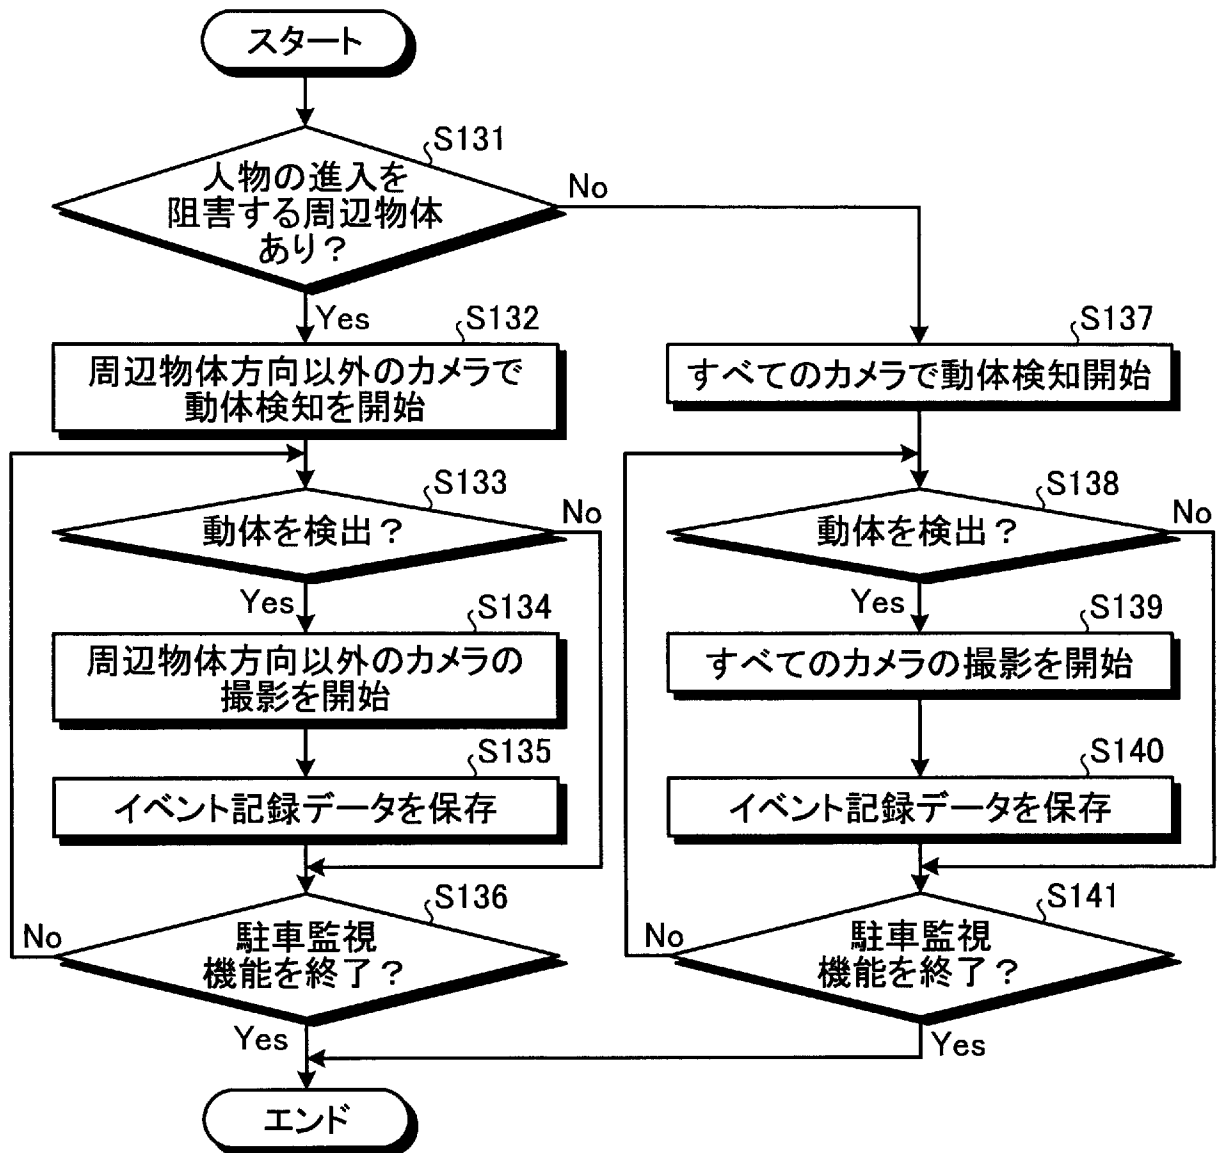 スタート
S131
人物の進入を
阻害する周辺物体
あり？
No
Yes
S132
周辺物体方向以外のカメラで
動体検知を開始
S133
動体を検出？
No
Yes
S134
周辺物体方向以外のカメラの
撮影を開始
S135
イベント記録データを保存
S136
駐車監視
機能を終了？
No
Yes
S137
すべてのカメラで動体検知開始
S138
動体を検出？
No
Yes
S139
すべてのカメラの撮影を開始
S140
イベント記録データを保存
S141
駐車監視
機能を終了？
No
Yes
エンド